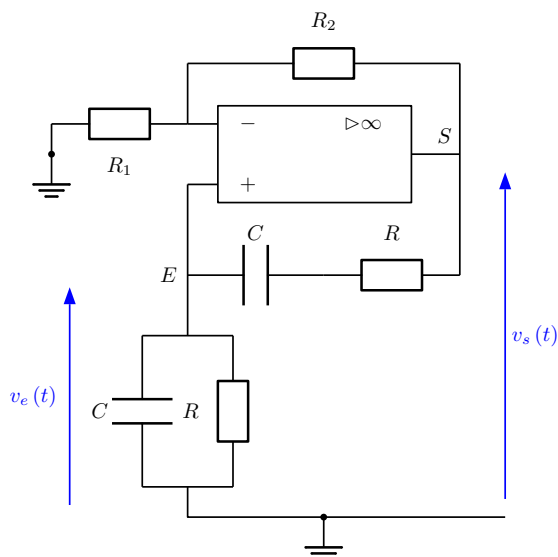 R₂
− ▷∞
S
R₁
+
C R
E
vₛ(t)
vₑ(t) C R